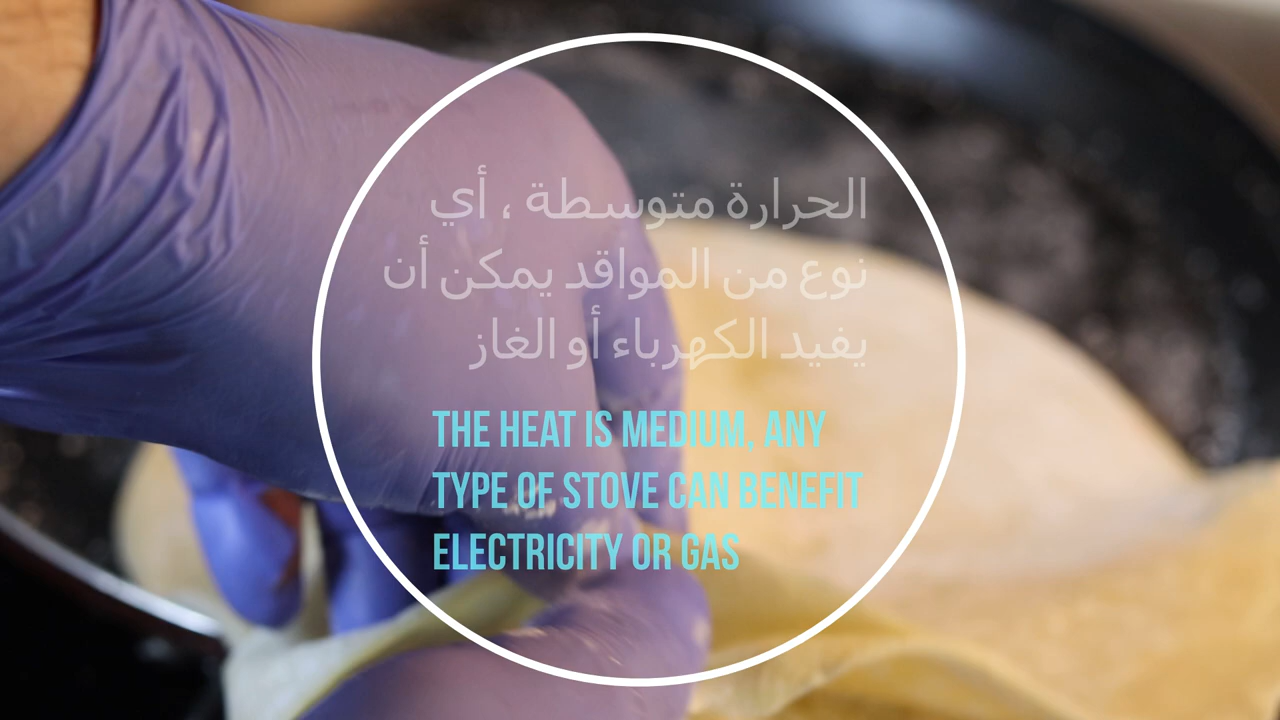 الحرارة متوسطة ، أي
نوع من المواقد يمكن أن
يفيد الكهرباء أو الغاز
THE HEAT IS MEDIUM, ANY
TYPE OF STOVE CAN BENEFIT
ELECTRICITY OR GAS